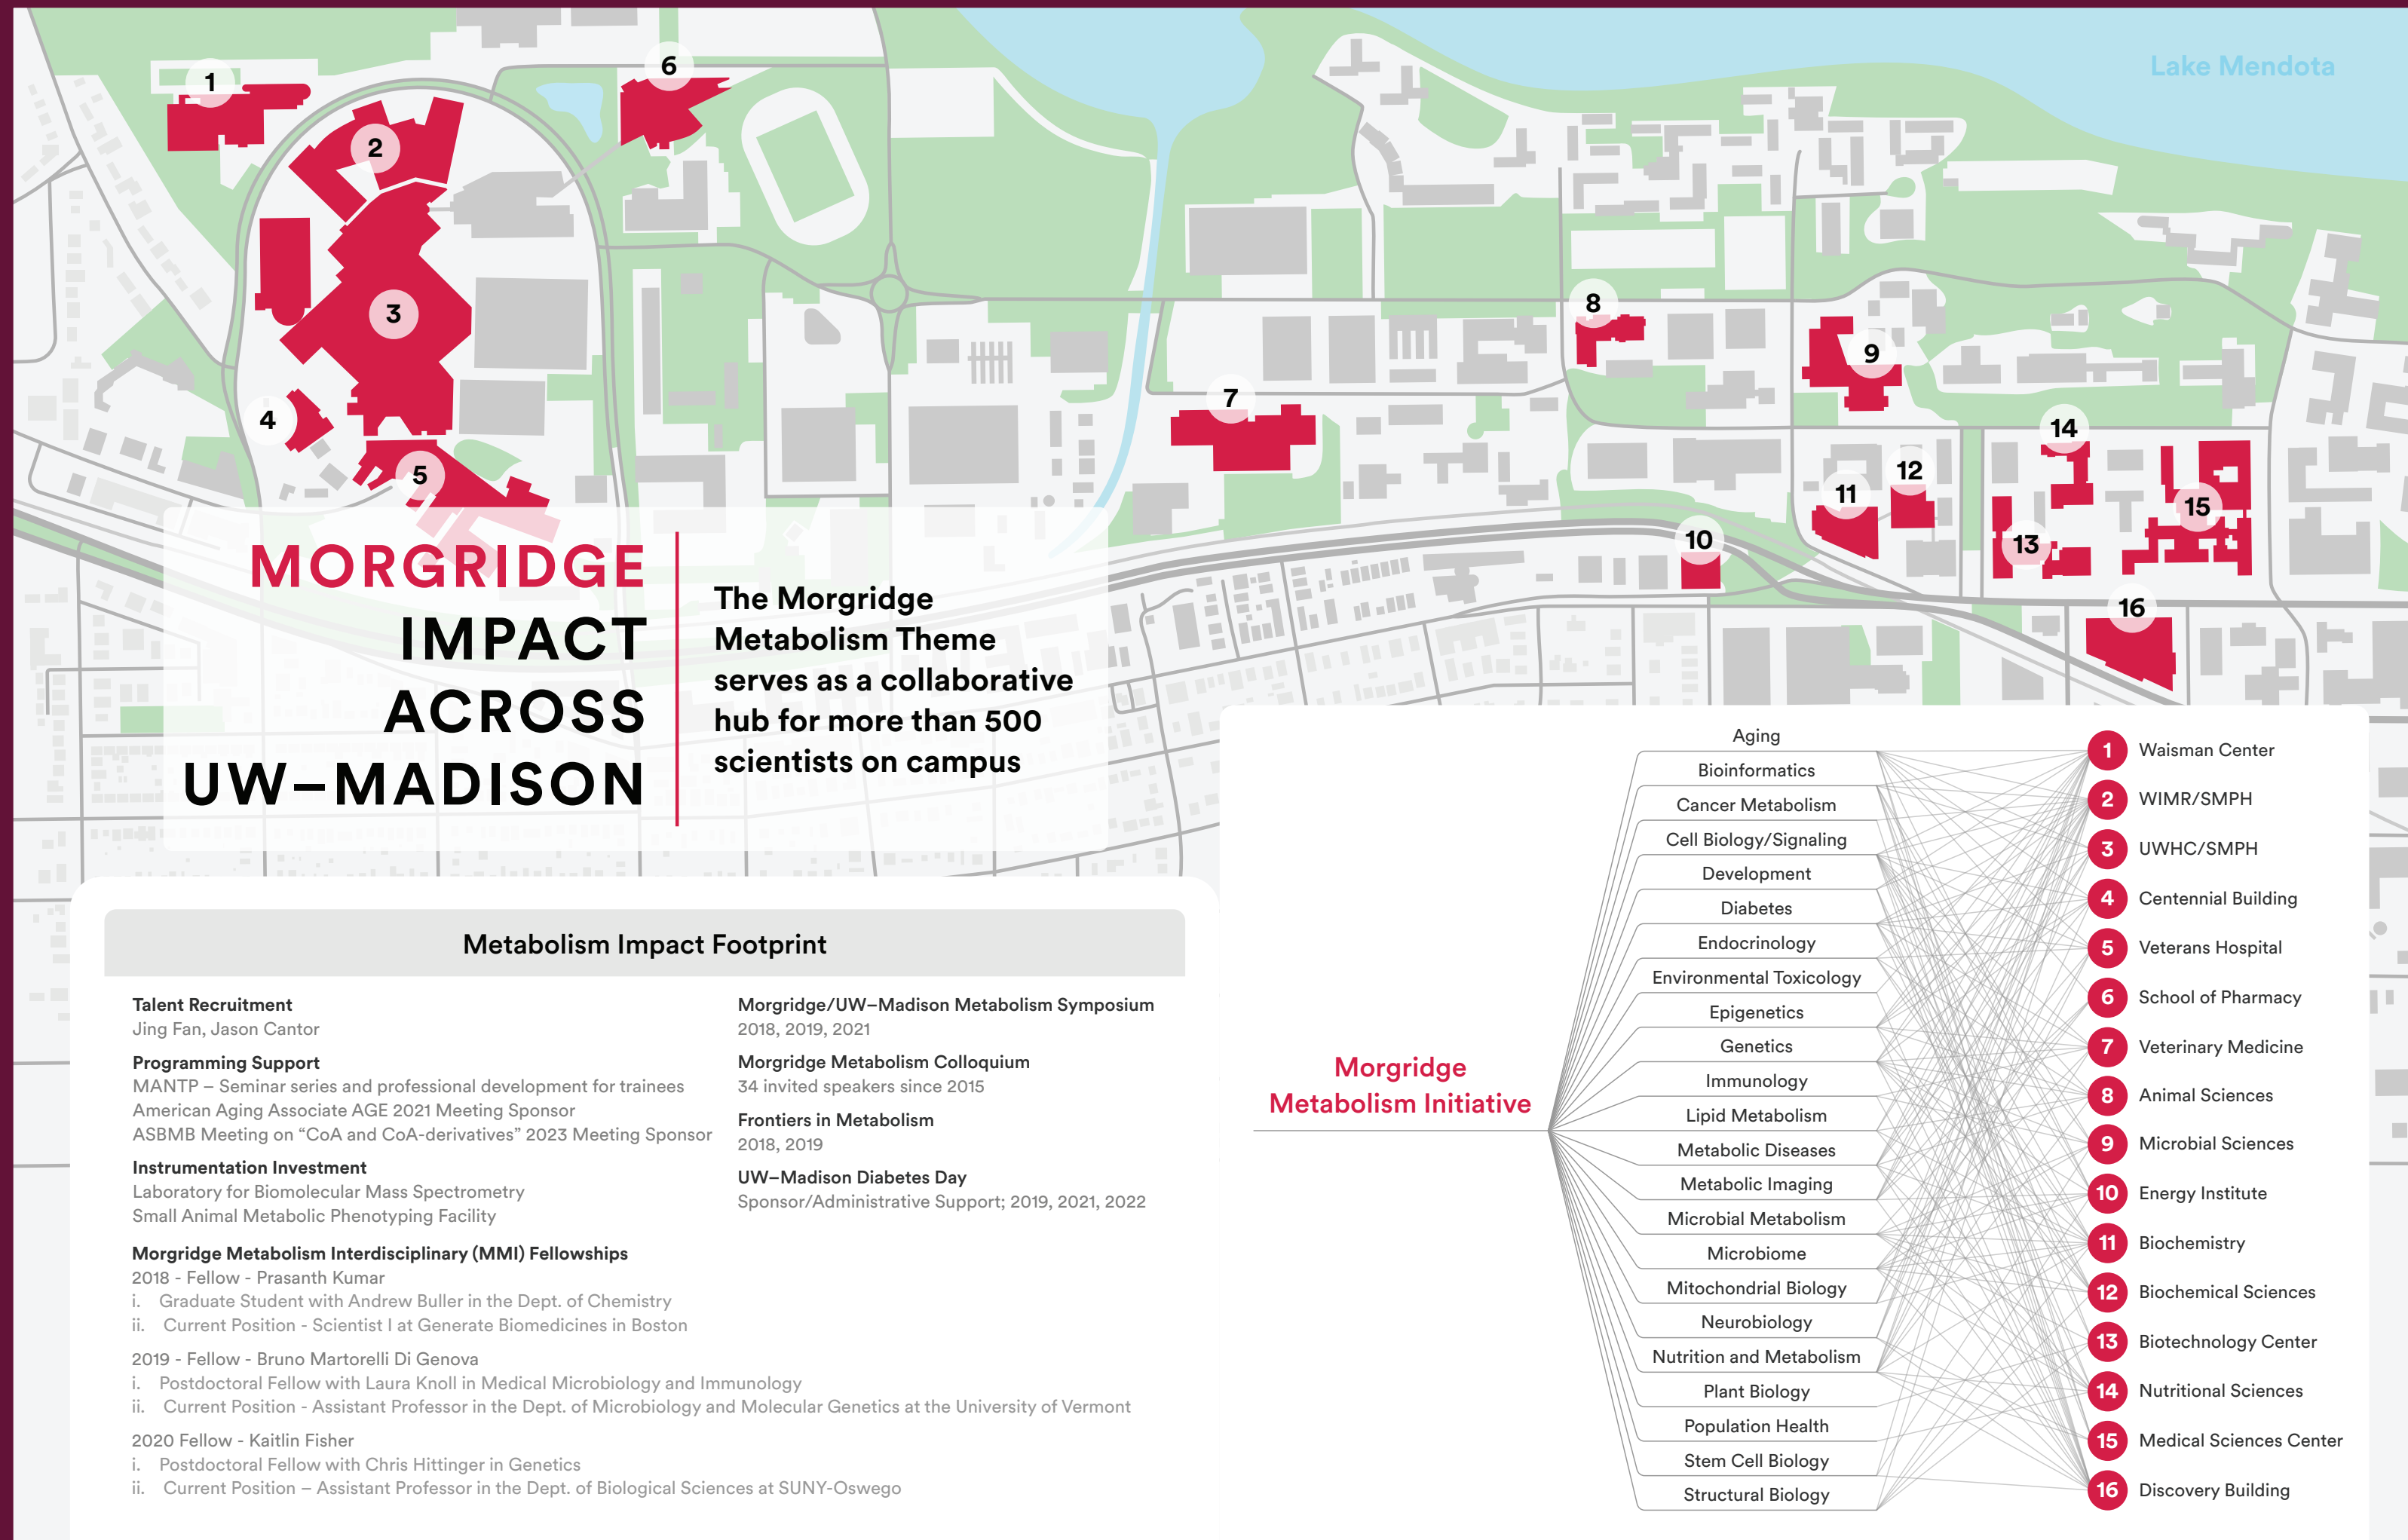 Lake Mendota
1
2
3
4
5
6
7
8
9
10
11
12
13
14
15
16
MORGRIDGE
IMPACT
ACROSS
UW–MADISON
The Morgridge
Metabolism Theme
serves as a collaborative
hub for more than 500
scientists on campus
Metabolism Impact Footprint
Talent Recruitment
Jing Fan, Jason Cantor
Programming Support
MANTP – Seminar series and professional development for trainees
American Aging Associate AGE 2021 Meeting Sponsor
ASBMB Meeting on “CoA and CoA-derivatives” 2023 Meeting Sponsor
Instrumentation Investment
Laboratory for Biomolecular Mass Spectrometry
Small Animal Metabolic Phenotyping Facility
Morgridge/UW–Madison Metabolism Symposium
2018, 2019, 2021
Morgridge Metabolism Colloquium
34 invited speakers since 2015
Frontiers in Metabolism
2018, 2019
UW–Madison Diabetes Day
Sponsor/Administrative Support; 2019, 2021, 2022
Morgridge Metabolism Interdisciplinary (MMI) Fellowships
2018 - Fellow - Prasanth Kumar
i. Graduate Student with Andrew Buller in the Dept. of Chemistry
ii. Current Position - Scientist I at Generate Biomedicines in Boston
2019 - Fellow - Bruno Martorelli Di Genova
i. Postdoctoral Fellow with Laura Knoll in Medical Microbiology and Immunology
ii. Current Position - Assistant Professor in the Dept. of Microbiology and Molecular Genetics at the University of Vermont
2020 Fellow - Kaitlin Fisher
i. Postdoctoral Fellow with Chris Hittinger in Genetics
ii. Current Position – Assistant Professor in the Dept. of Biological Sciences at SUNY-Oswego
Morgridge
Metabolism Initiative
Aging
Bioinformatics
Cancer Metabolism
Cell Biology/Signaling
Development
Diabetes
Endocrinology
Environmental Toxicology
Epigenetics
Genetics
Immunology
Lipid Metabolism
Metabolic Diseases
Metabolic Imaging
Microbial Metabolism
Microbiome
Mitochondrial Biology
Neurobiology
Nutrition and Metabolism
Plant Biology
Population Health
Stem Cell Biology
Structural Biology
1 Waisman Center
2 WIMR/SMPH
3 UWHC/SMPH
4 Centennial Building
5 Veterans Hospital
6 School of Pharmacy
7 Veterinary Medicine
8 Animal Sciences
9 Microbial Sciences
10 Energy Institute
11 Biochemistry
12 Biochemical Sciences
13 Biotechnology Center
14 Nutritional Sciences
15 Medical Sciences Center
16 Discovery Building